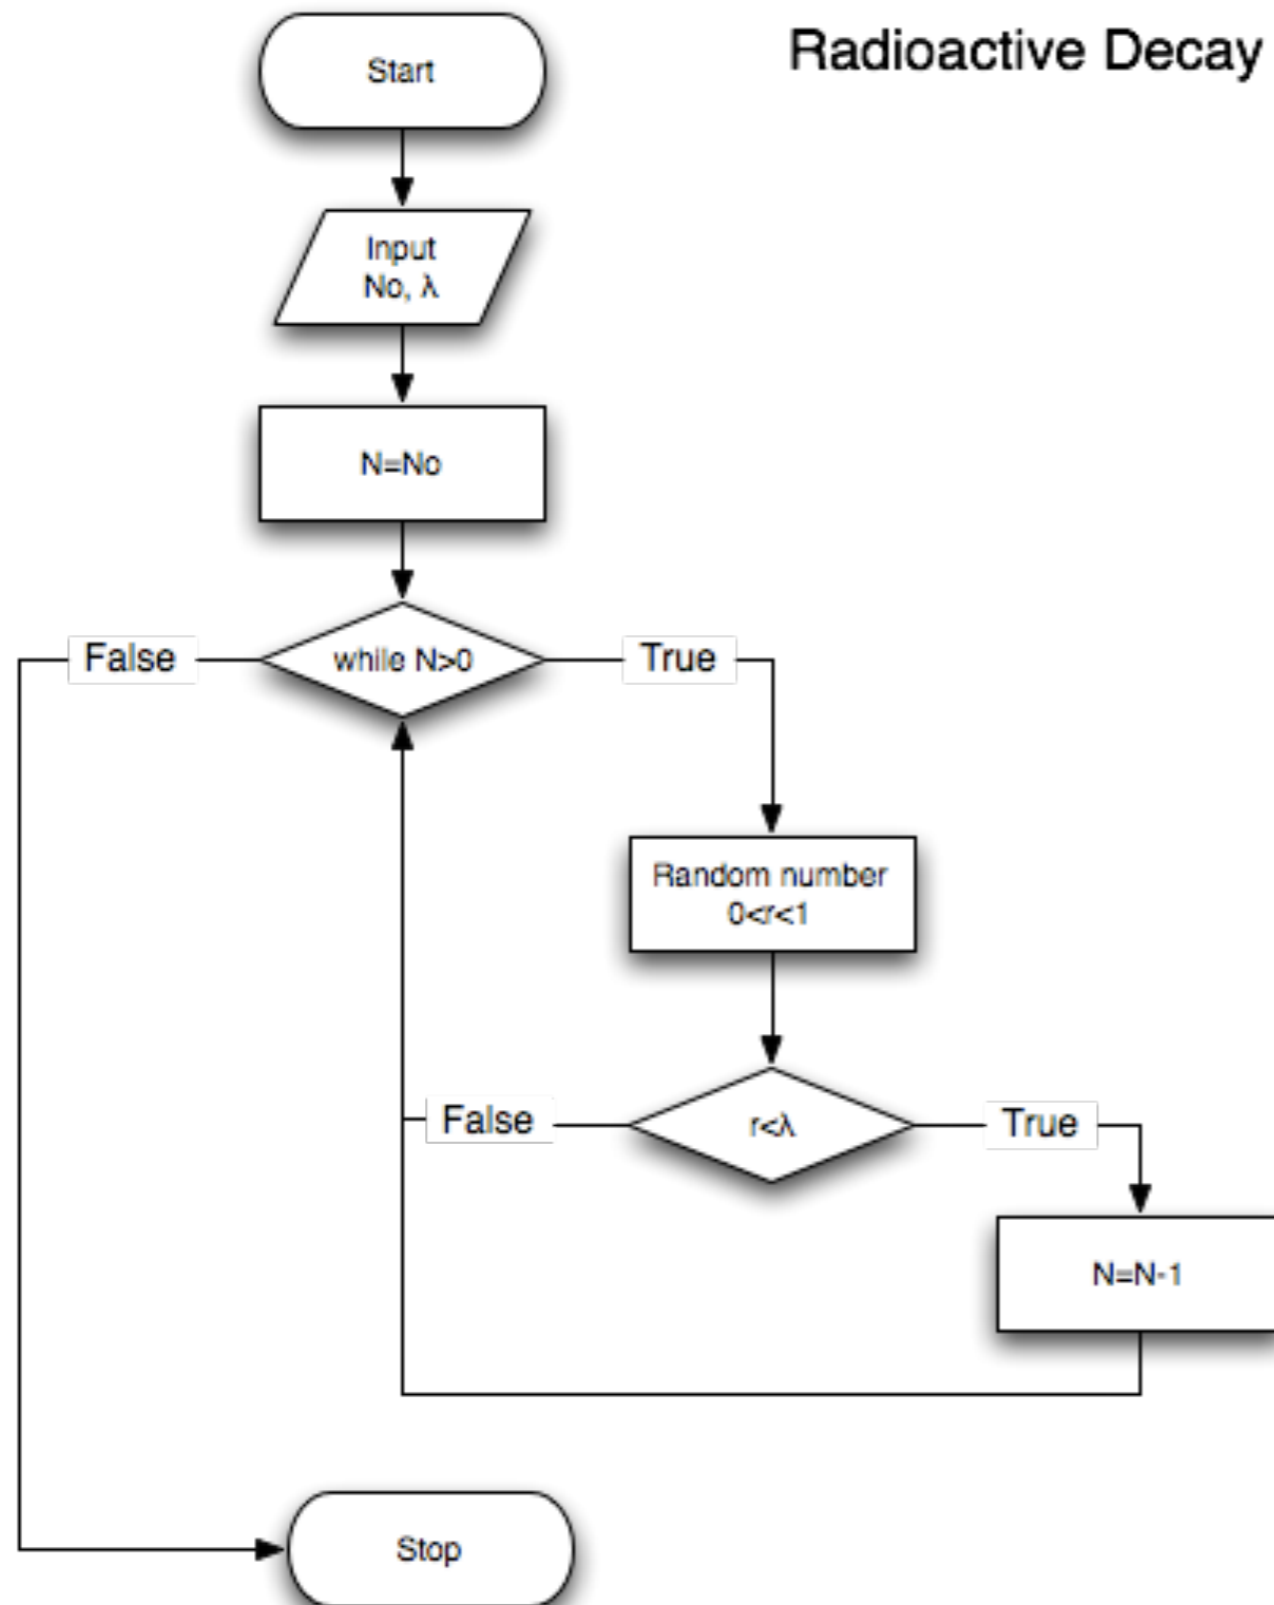 Radioactive Decay
Start
Input
No, λ
N=No
while N>0
False
True
Random number
0<r<1
r<λ
False
True
N=N-1
Stop